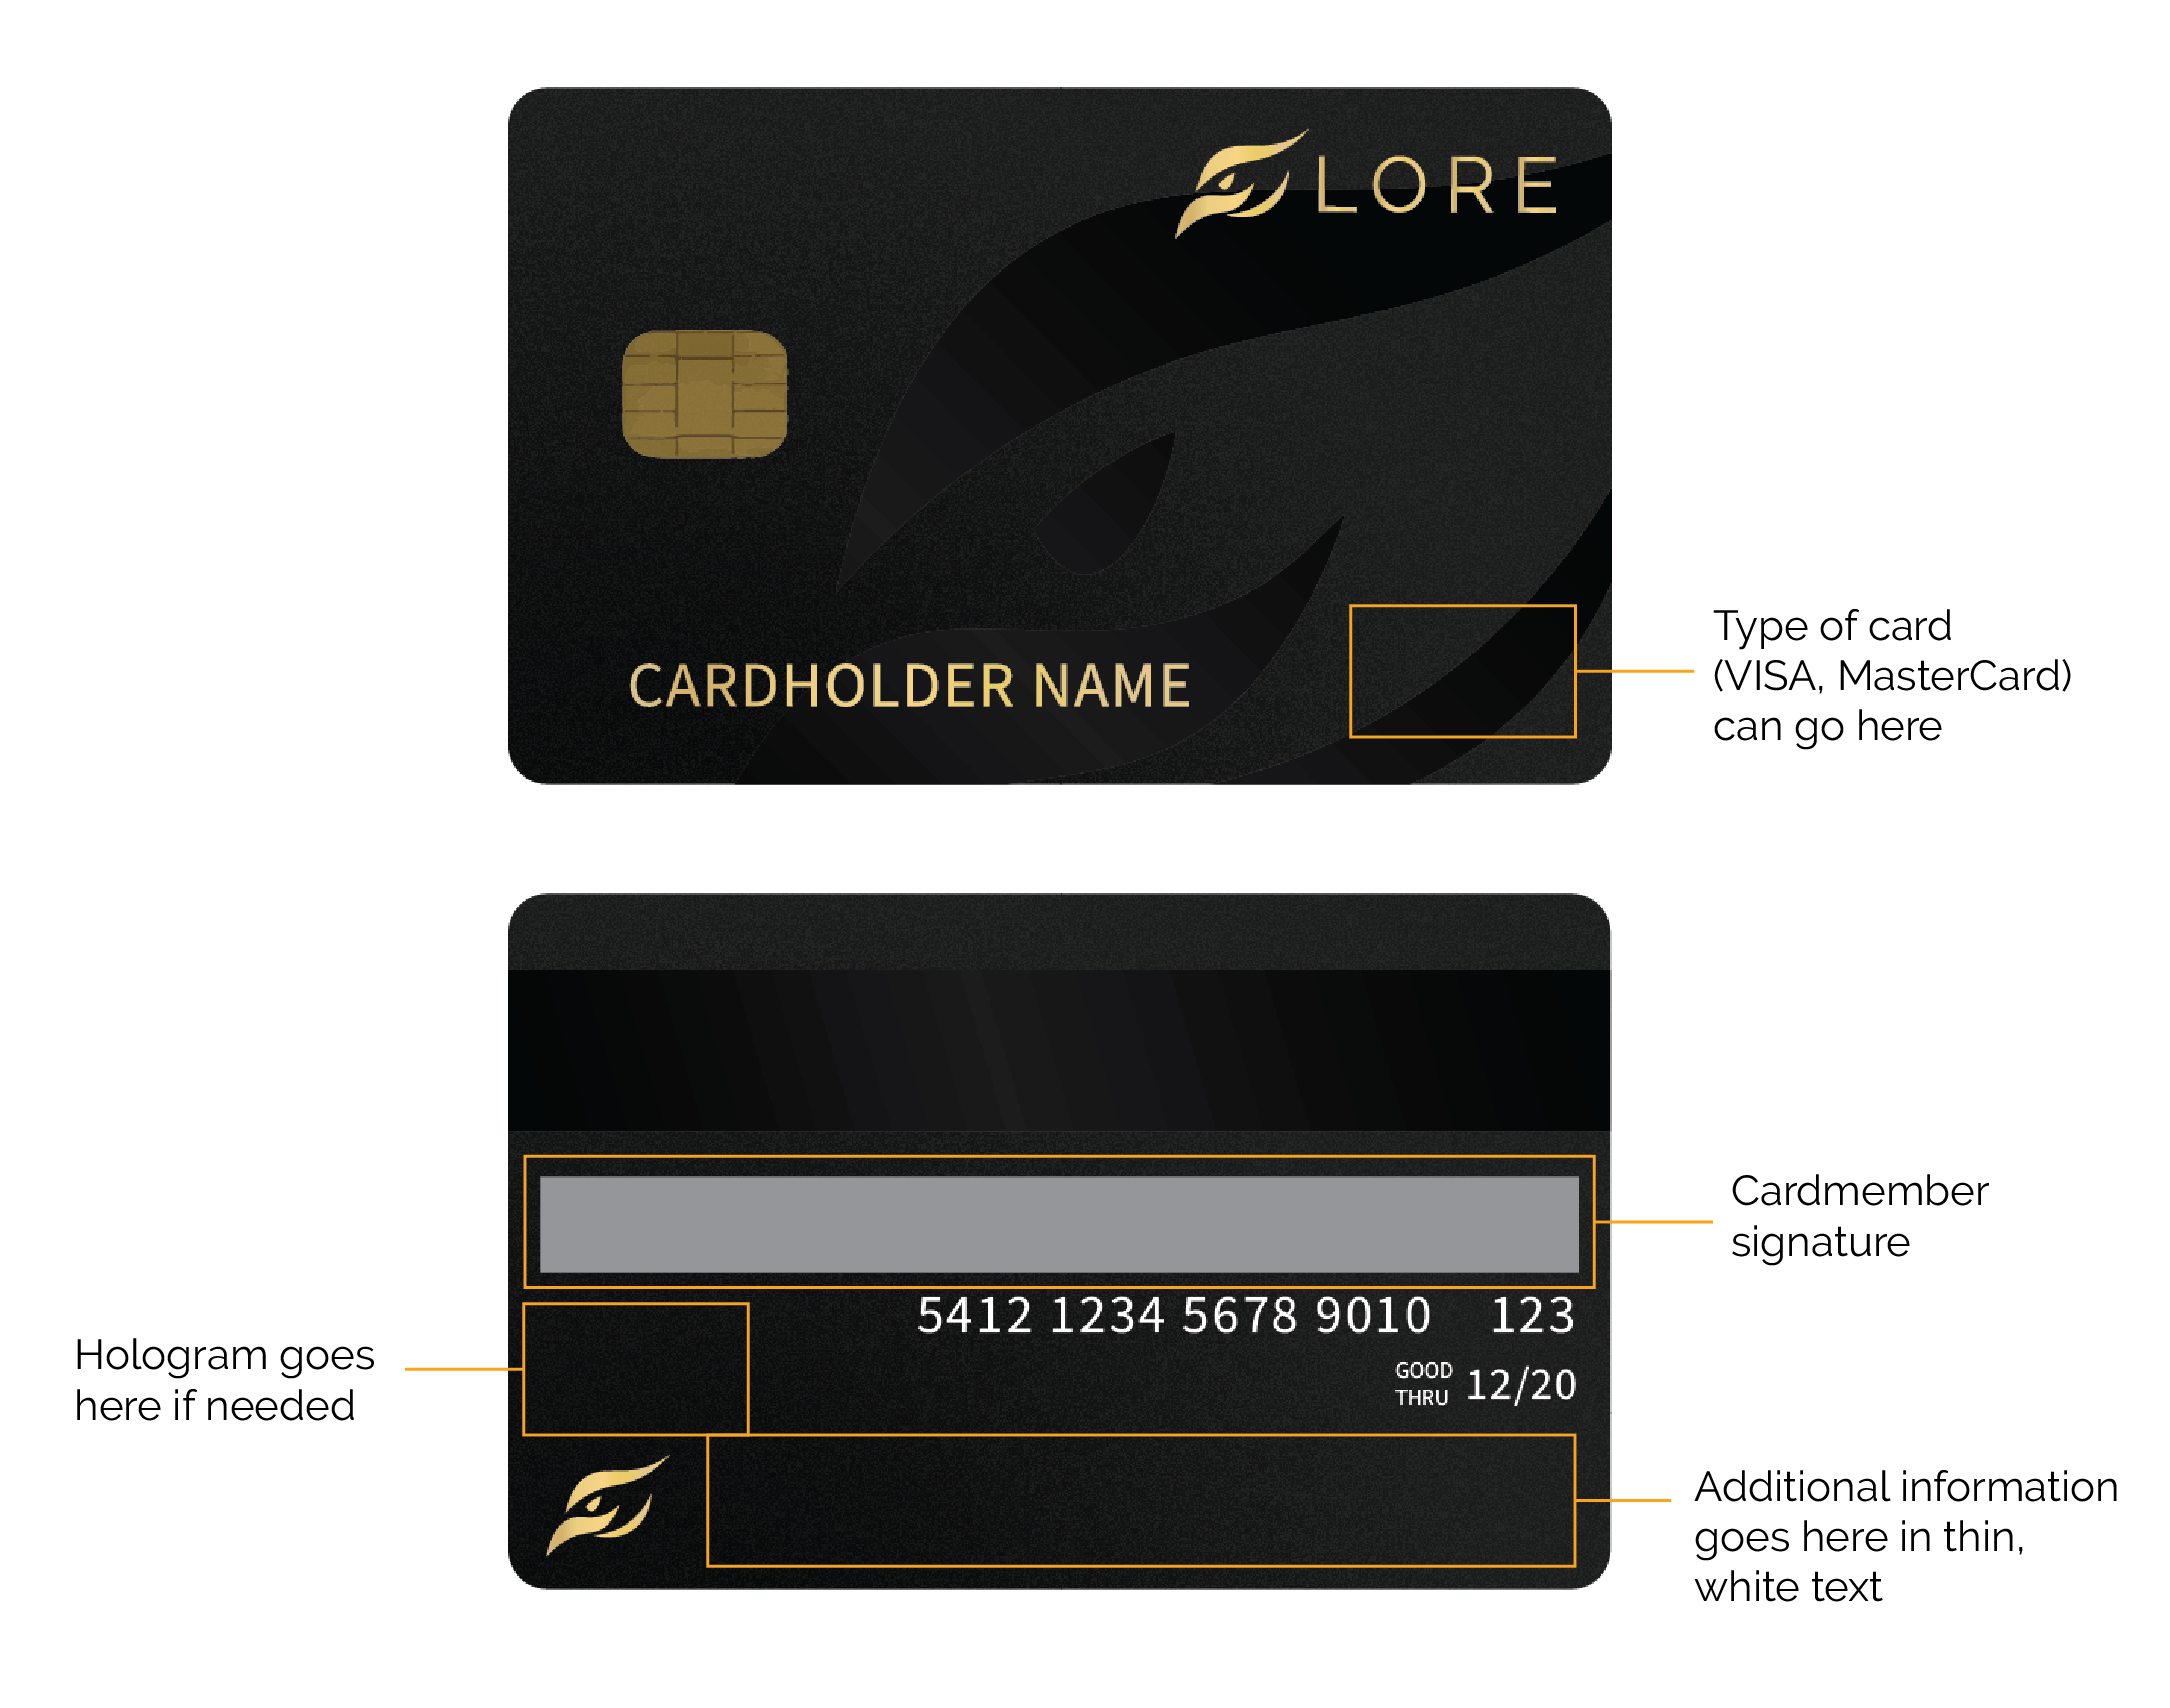 LORE
CARDHOLDER NAME
Type of card
(VISA, MasterCard)
can go here
Cardmember
signature
5412 1234 5678 9010 123
GOOD
THRU 12/20
Hologram goes
here if needed
Additional information
goes here in thin,
white text